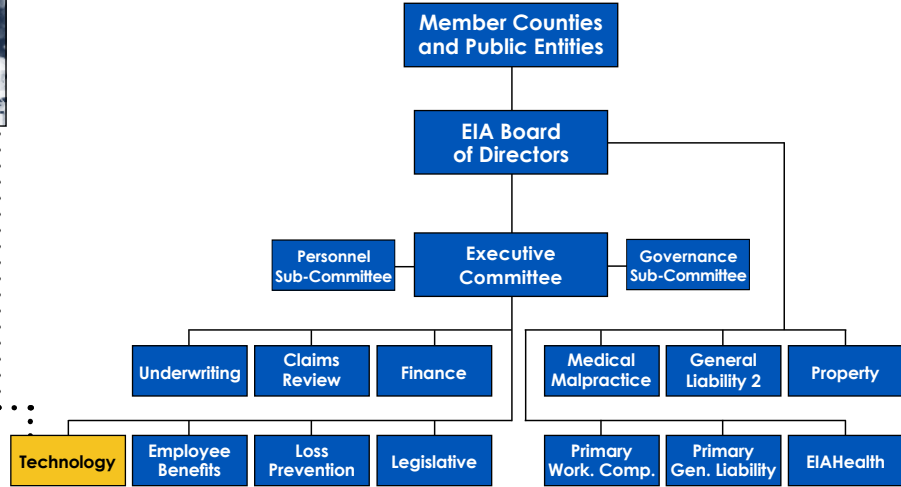 Member Counties
and Public Entities
EIA Board
of Directors
Personnel
Sub-Committee
Executive
Committee
Governance
Sub-Committee
Underwriting
Claims
Review
Finance
Medical
Malpractice
General
Liability 2
Property
Technology
Employee
Benefits
Loss
Prevention
Legislative
Primary
Work. Comp.
Primary
Gen. Liability
EIAHealth